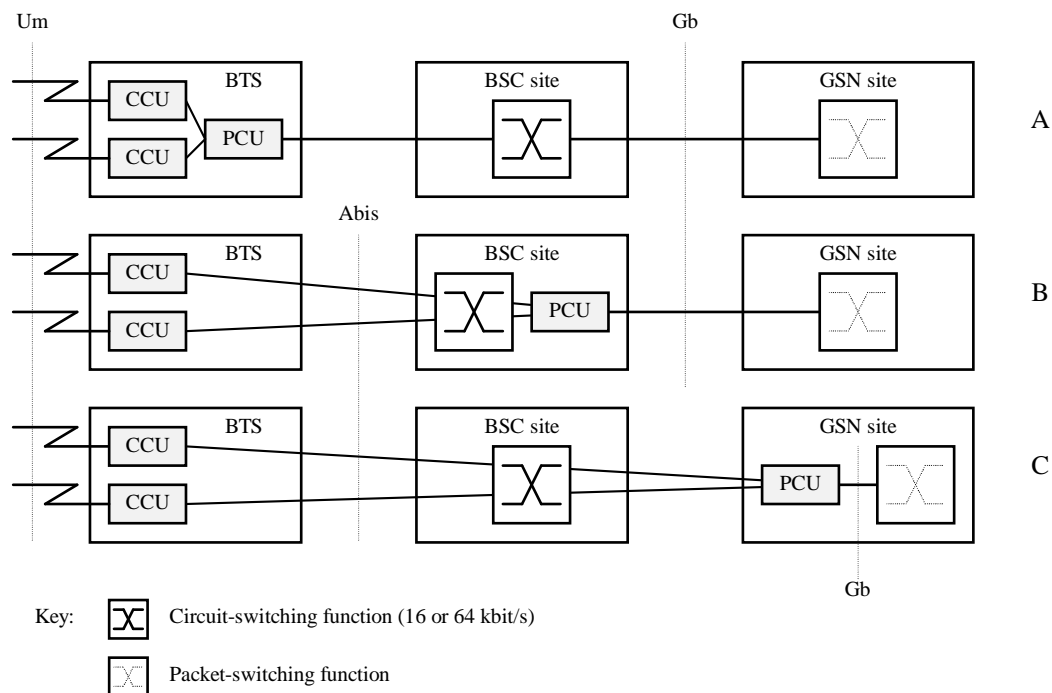 Um
Gb
BTS
BSC site
GSN site
CCU
CCU
PCU
A
Abis
BTS
BSC site
GSN site
CCU
CCU
PCU
B
BTS
BSC site
GSN site
CCU
CCU
PCU
C
Gb
Key:
Circuit-switching function (16 or 64 kbit/s)
Packet-switching function